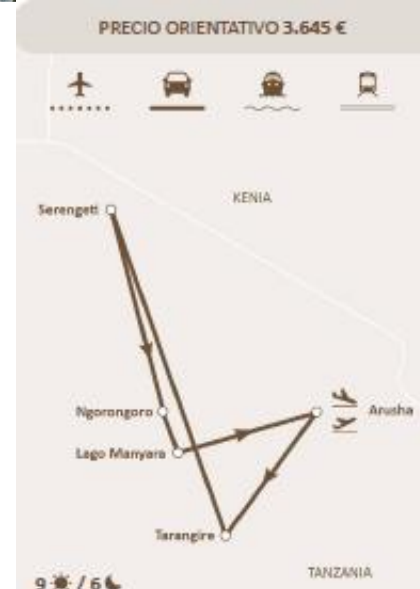 PRECIO ORIENTATIVO 3.645 €
KENIA
Serengeti
Ngorongoro
Arusha
Lago Manyara
Tarangire
TANZANIA
9 / 6